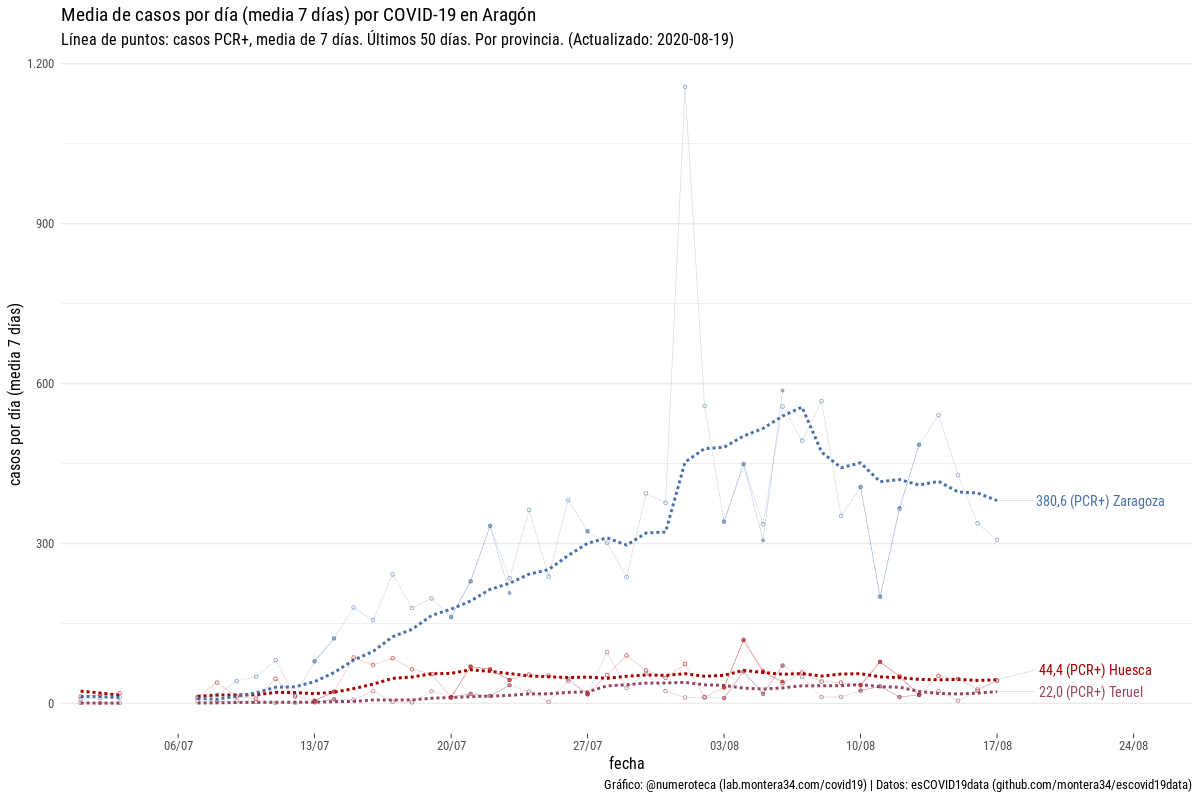 Media de casos por día (media 7 días) por COVID-19 en Aragón
Línea de puntos: casos PCR+, media de 7 días. Últimos 50 días. Por provincia. (Actualizado: 2020-08-19)
casos por día (media 7 días)
1.200
900
600
300
0
380,6 (PCR+) Zaragoza
44,4 (PCR+) Huesca
22,0 (PCR+) Teruel
06/07 13/07 20/07 27/07 03/08 10/08 17/08 24/08
fecha
Gráfico: @numeroteca (lab.montera34.com/covid19) | Datos: esCOVID19data (github.com/montera34/escovid19data)